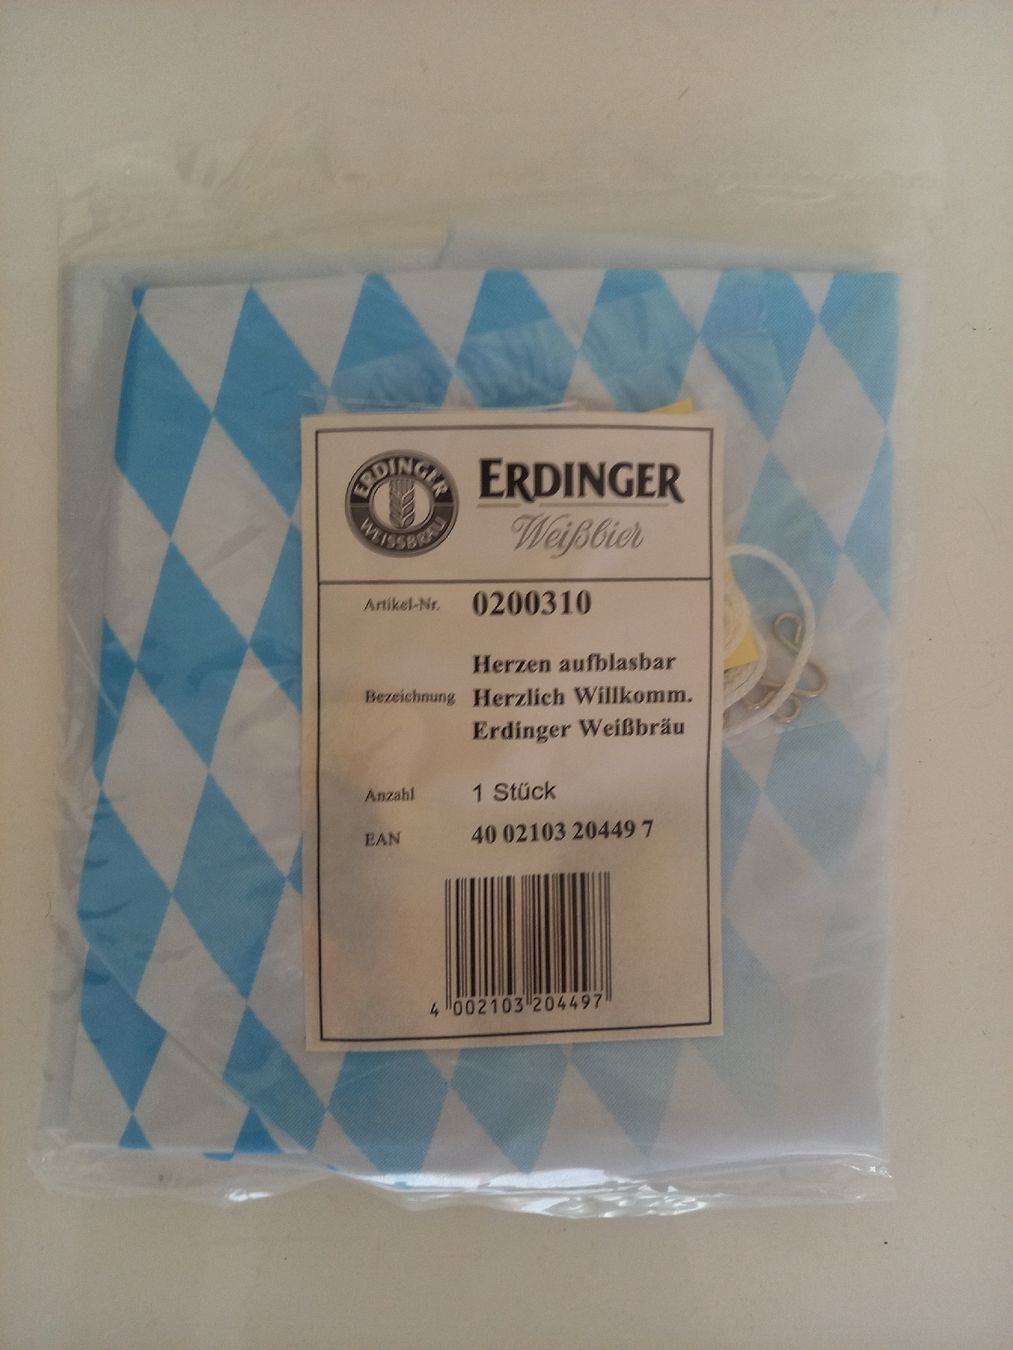 ERDINGER
WEISSBRÄU
ERDINGER
Weißbier
Artikel-Nr. 0200310
Herzen aufblasbar
Bezeichnung Herzlich Willkomm.
Erdinger Weißbräu
Anzahl 1 Stück
EAN 40 02103 20449 7
4 002103 204497